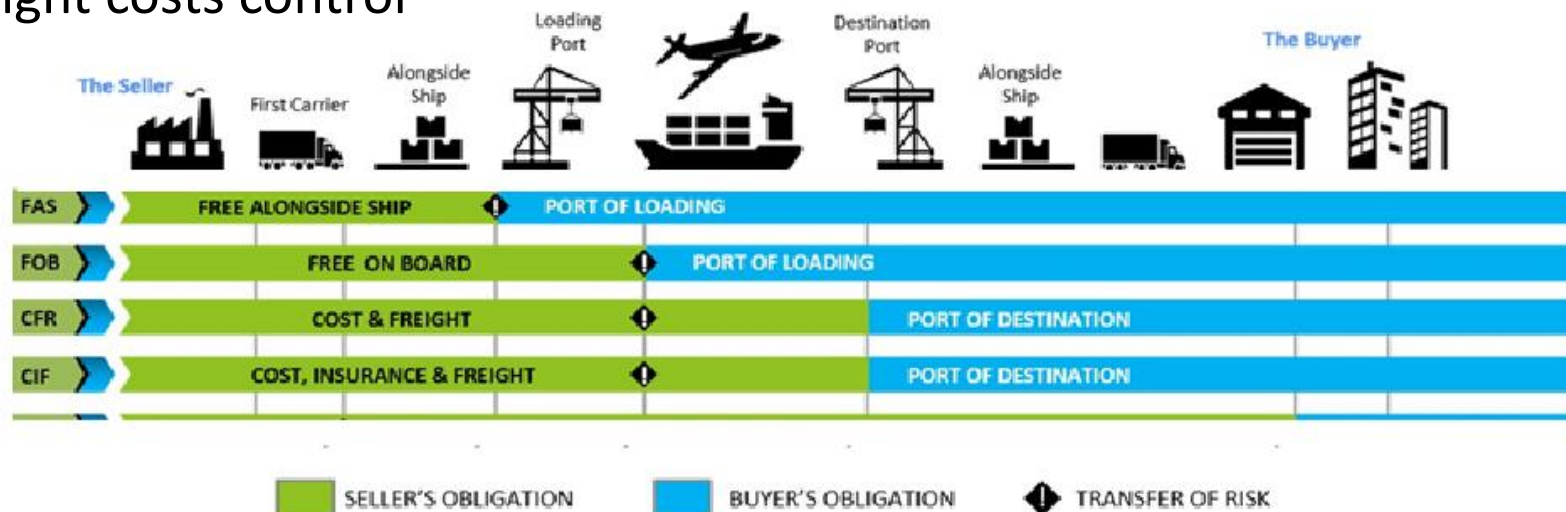 ight costs control
Loading
Port
Destination
Port
The Buyer
The Seller
First Carrier
Alongside
Ship
Alongside
Ship
FAS FREE ALONGSIDE SHIP PORT OF LOADING
FOB FREE ON BOARD PORT OF LOADING
CFR COST & FREIGHT PORT OF DESTINATION
CIF COST, INSURANCE & FREIGHT PORT OF DESTINATION
SELLER'S OBLIGATION BUYER'S OBLIGATION TRANSFER OF RISK